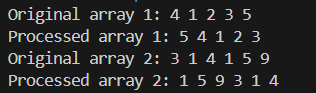 Original array 1: 4 1 2 3 5
Processed array 1: 5 4 1 2 3
Original array 2: 3 1 4 1 5 9
Processed array 2: 1 5 9 3 1 4